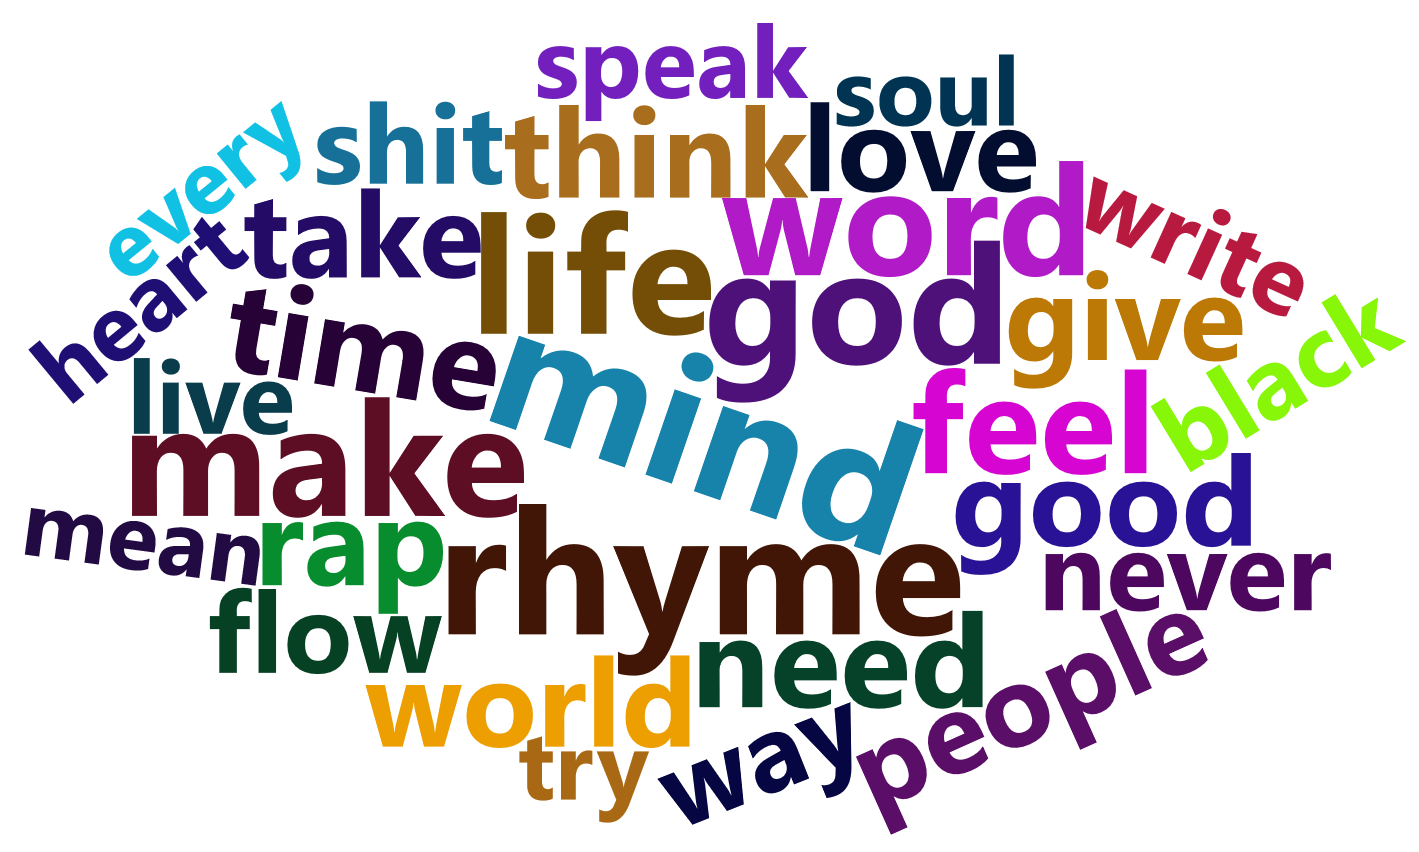 speak
soul
every
shit
think
love
heart
take
life
word
write
time
god
give
black
live
mind
feel
make
good
mean
rap
rhyme
never
flow
need
people
world
try
way